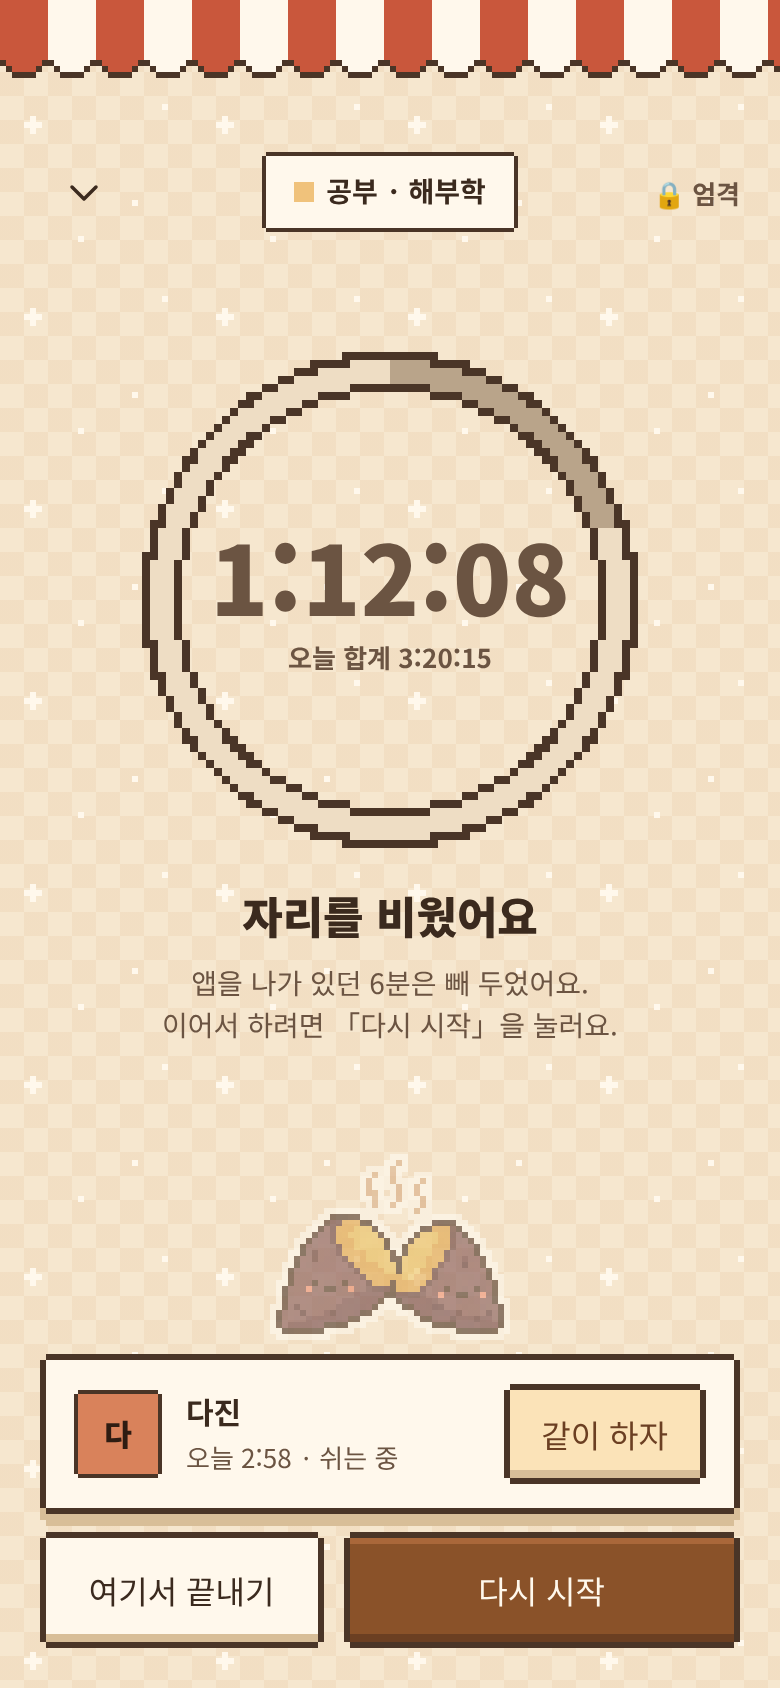 공부 · 해부학
🔒 엄격
1:12:08
오늘 합계 3:20:15
자리를 비웠어요
앱을 나가 있던 6분은 빼 두었어요.
이어서 하려면 「다시 시작」을 눌러요.
다
다진
오늘 2:58 · 쉬는 중
같이 하자
여기서 끝내기
다시 시작